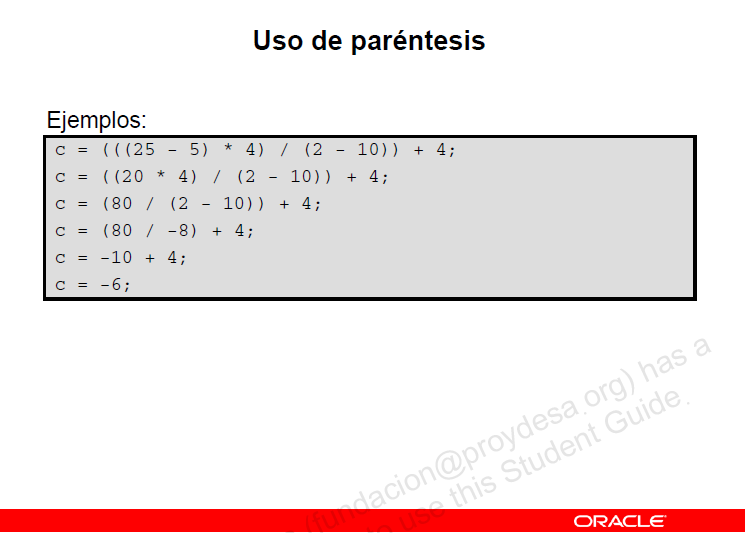 Uso de paréntesis
Ejemplos:
c = (((25 - 5) * 4) / (2 - 10)) + 4;
c = ((20 * 4) / (2 - 10)) + 4;
c = (80 / (2 - 10)) + 4;
c = (80 / -8) + 4;
c = -10 + 4;
c = -6;
(fundacion@proydesa.org) has a
to use this Student Guide.
ORACLE